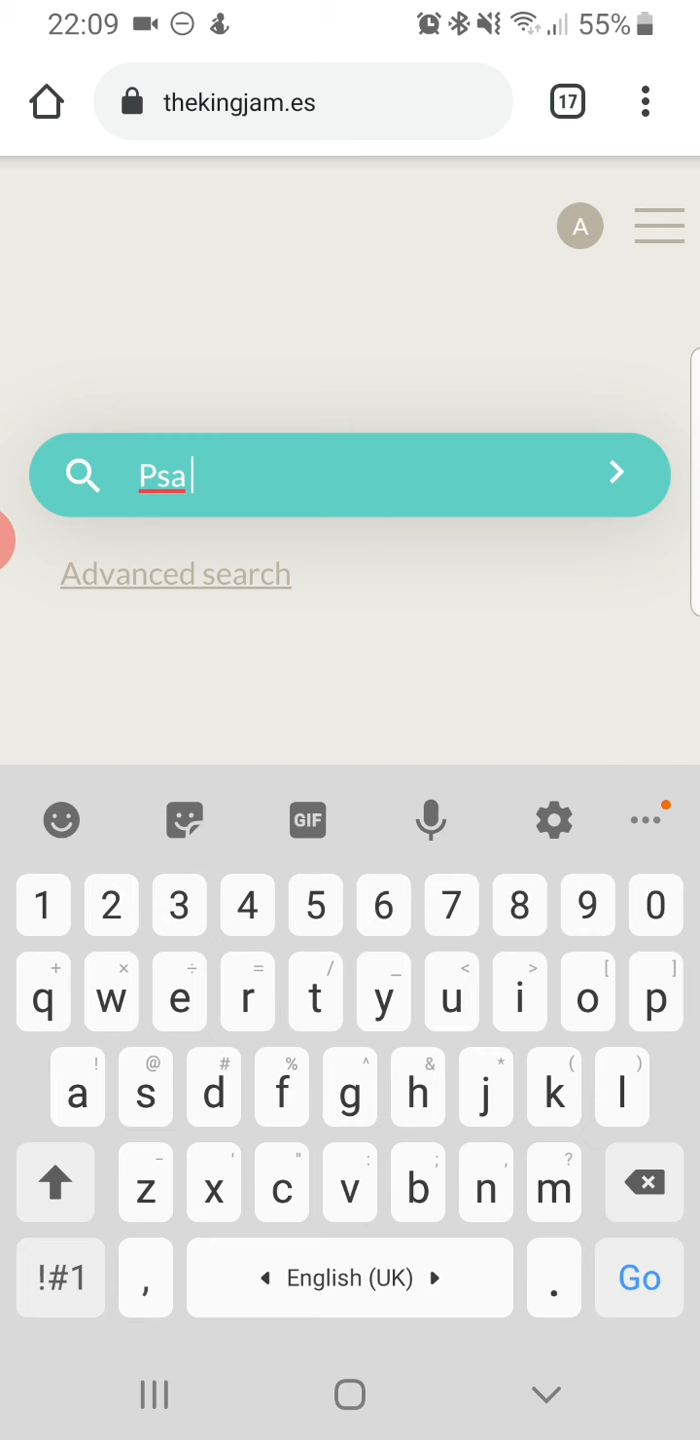 22:09 55%
thekingjam.es 17
A
Psa
Advanced search
GIF
1 2 3 4 5 6 7 8 9 0
+ × ÷ = / _ < > [ ]
q w e r t y u i o p
! @ # % ^ & * ( )
a s d f g h j k l
- ' " : ; , ?
z x c v b n m
!#1 , English (UK) . Go